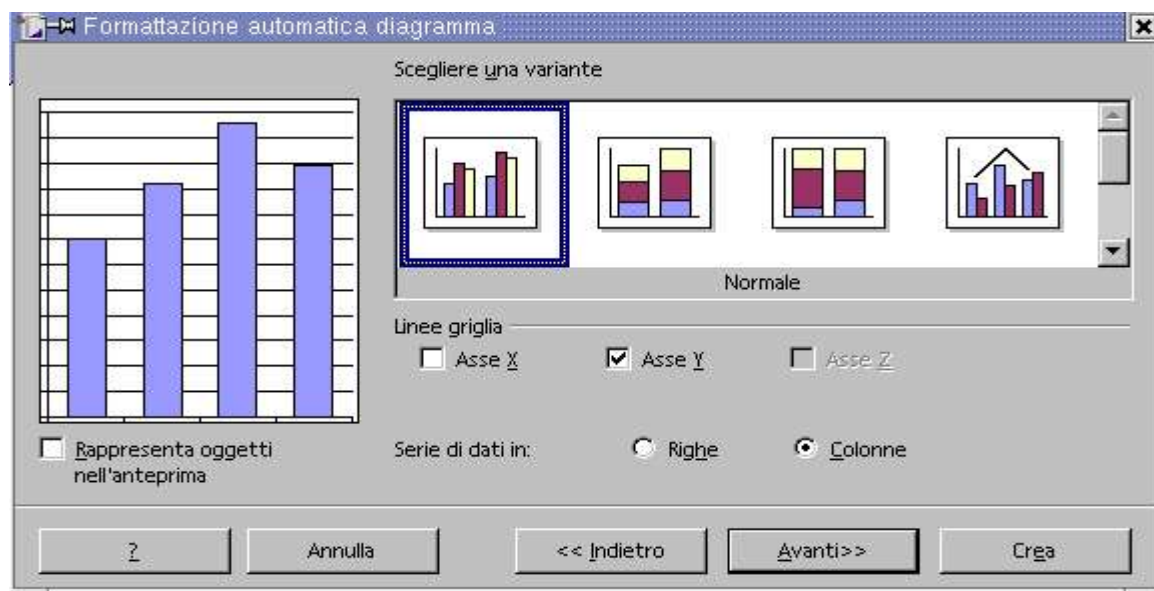 Formattazione automatica diagramma
Scegliere una variante
Normale
Linee griglia
Asse X
Asse Y
Asse Z
Rappresenta oggetti
nell'anteprima
Serie di dati in:
Righe
Colonne
?
Annulla
<< Indietro
Avanti>>
Crea